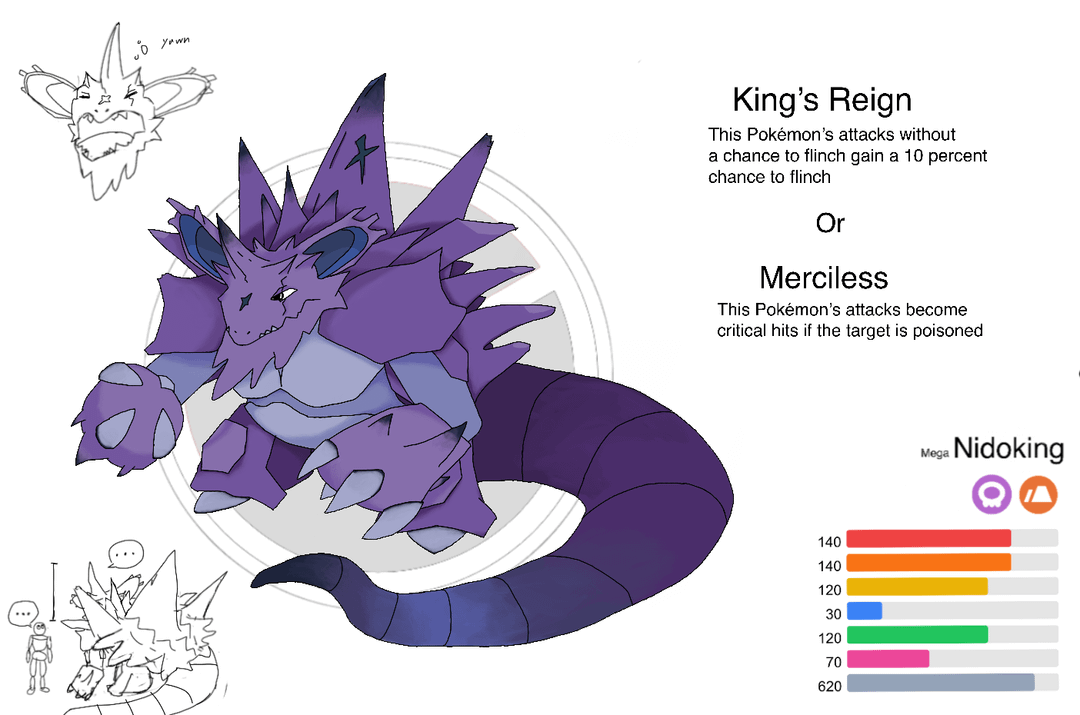 yawn
King's Reign
This Pokémon's attacks without
a chance to flinch gain a 10 percent
chance to flinch
Or
Merciless
This Pokémon's attacks become
critical hits if the target is poisoned
Mega Nidoking
140
140
120
30
120
70
620
...
...